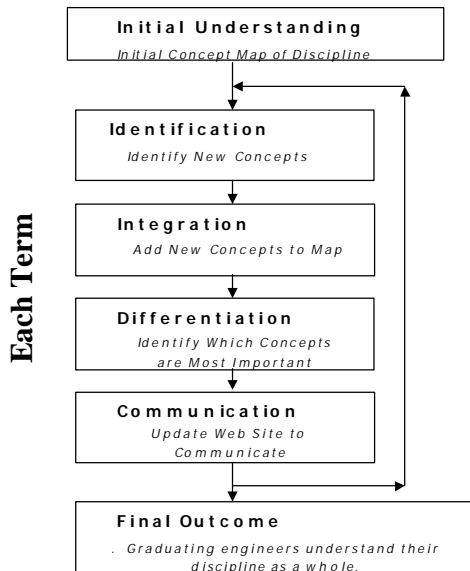 Initial Understanding
Initial Concept Map of Discipline
Each Term
Identification
Identify New Concepts
Integration
Add New Concepts to Map
Differentiation
Identify Which Concepts
are Most Important
Communication
Update Web Site to
Communicate
Final Outcome
. Graduating engineers understand their
discipline as a whole.